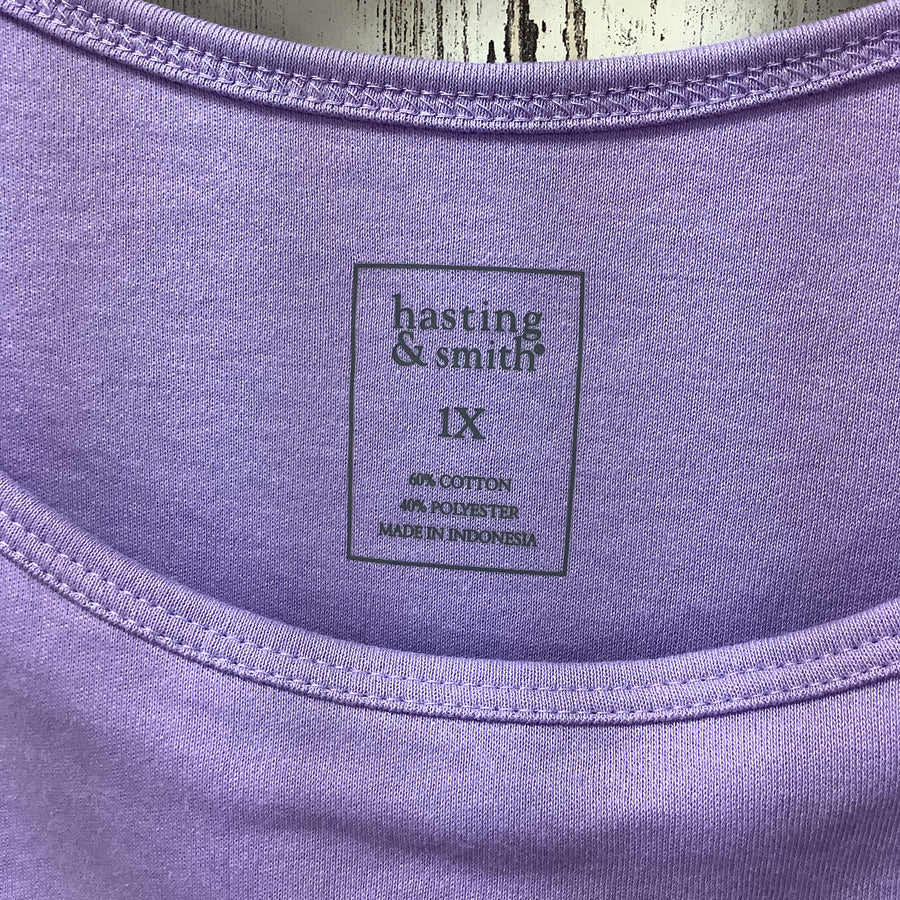 hasting
& smith
1X
60% COTTON
40% POLYESTER
MADE IN INDONESIA